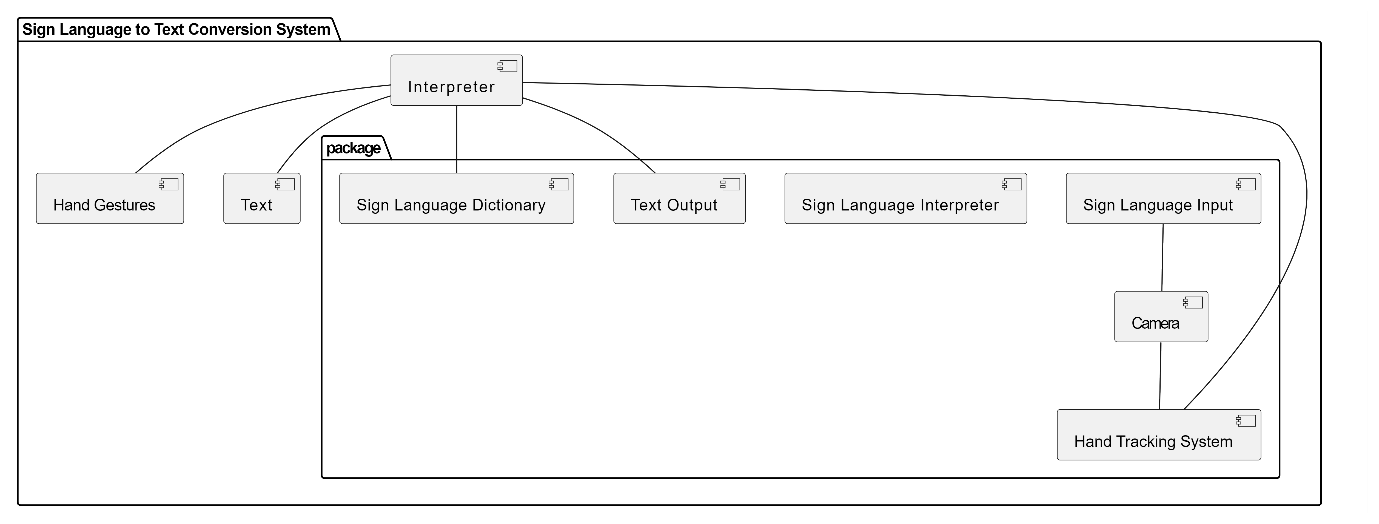 Sign Language to Text Conversion System
Interpreter
package
Hand Gestures
Text
Sign Language Dictionary
Text Output
Sign Language Interpreter
Sign Language Input
Camera
Hand Tracking System